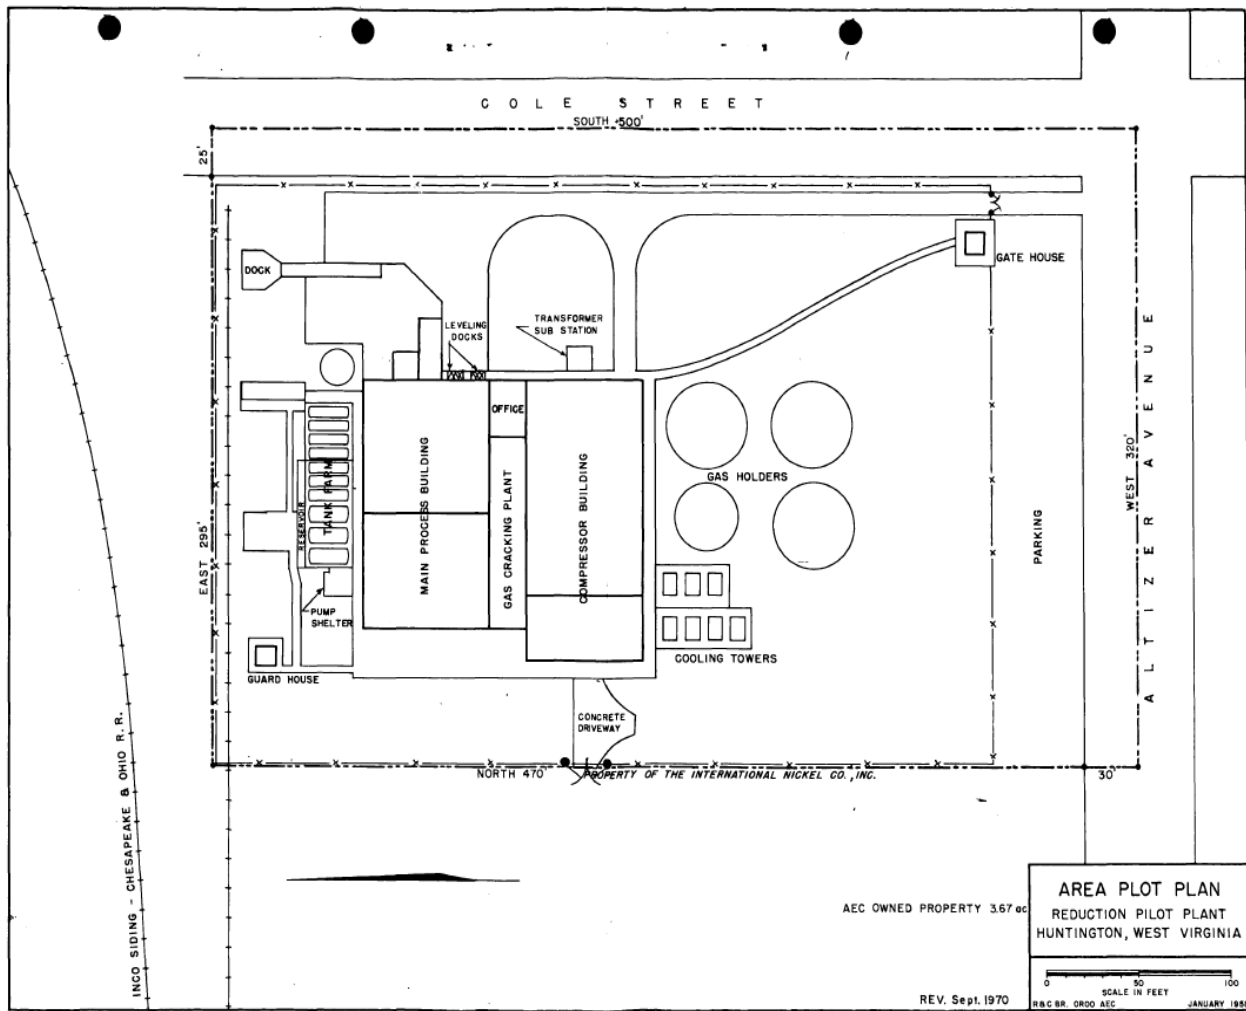 COLE STREET
SOUTH 500'
25'
DOCK
GATE HOUSE
LEVELING
DOCKS
TRANSFORMER
SUB STATION
OFFICE
MAIN PROCESS BUILDING
GAS CRACKING PLANT
COMPRESSOR BUILDING
GAS HOLDERS
TANK FARM
RESERVOIR
PUMP
SHELTER
GUARD HOUSE
COOLING TOWERS
CONCRETE
DRIVEWAY
PARKING
EAST 295'
WEST 320'
ALTIZER AVENUE
NORTH 470'
PROPERTY OF THE INTERNATIONAL NICKEL CO., INC.
30'
INCO SIDING - CHESAPEAKE & OHIO R.R.
AEC OWNED PROPERTY 3.67 ac
REV. Sept. 1970
AREA PLOT PLAN
REDUCTION PILOT PLANT
HUNTINGTON, WEST VIRGINIA
0 50 100
SCALE IN FEET
R&C BR. OROO AEC
JANUARY